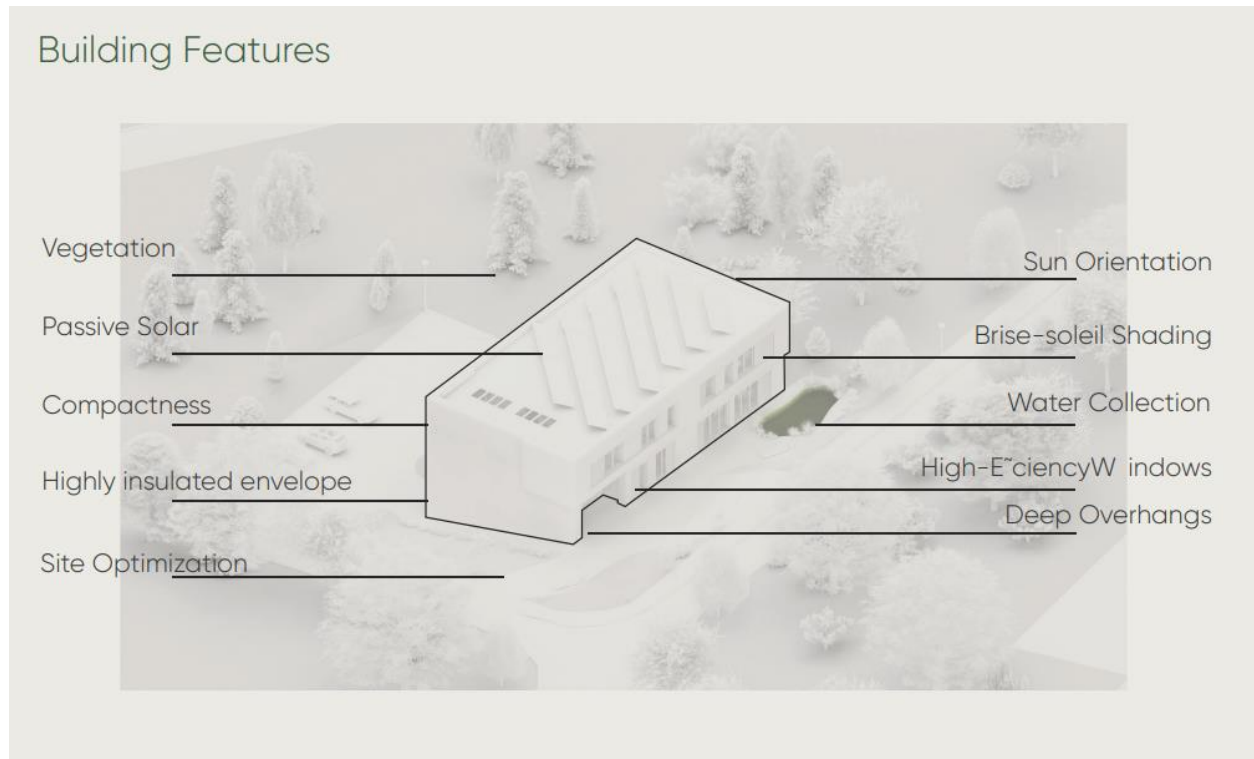 Building Features
Vegetation
Passive Solar
Compactness
Highly insulated envelope
Site Optimization
Sun Orientation
Brise-soleil Shading
Water Collection
High-E˜ciencyW indows
Deep Overhangs